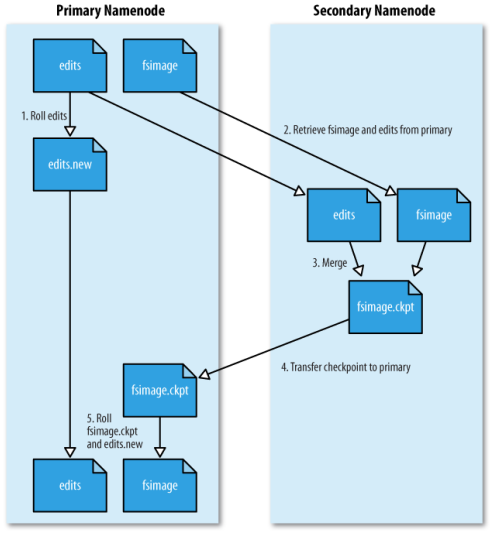 Primary Namenode
Secondary Namenode
edits
fsimage
1. Roll edits
2. Retrieve fsimage and edits from primary
edits.new
edits
fsimage
3. Merge
fsimage.ckpt
4. Transfer checkpoint to primary
fsimage.ckpt
5. Roll
fsimage.ckpt
and edits.new
edits
fsimage